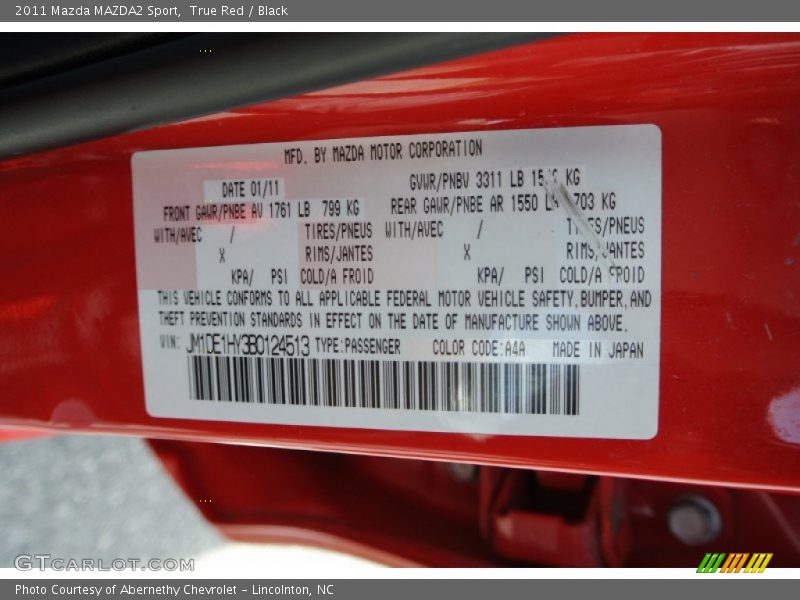 2011 Mazda MAZDA2 Sport, True Red / Black
MFD. BY MAZDA MOTOR CORPORATION
DATE 01/11 GVWR/PNBV 3311 LB KG
FRONT GAWR/PNBE AV 1761 LB 799 KG REAR GAWR/PNBE AR 1550 703 KG
WITH/AVEC / TIRES/PNEUS WITH/AVEC / TIRES/PNEUS
X RIMS/JANTES X RIMS/JANTES
KPA/ PSI COLD/A FROID KPA/ PSI COLD/A FROID
THIS VEHICLE CONFORMS TO ALL APPLICABLE FEDERAL MOTOR VEHICLE SAFETY, BUMPER, AND
THEFT PREVENTION STANDARDS IN EFFECT ON THE DATE OF MANUFACTURE SHOWN ABOVE.
VIN: JM1DE1HY3B0124513 TYPE:PASSENGER COLOR CODE:A4A MADE IN JAPAN
GTCARLOT.COM
Photo Courtesy of Abernethy Chevrolet - Lincolnton, NC